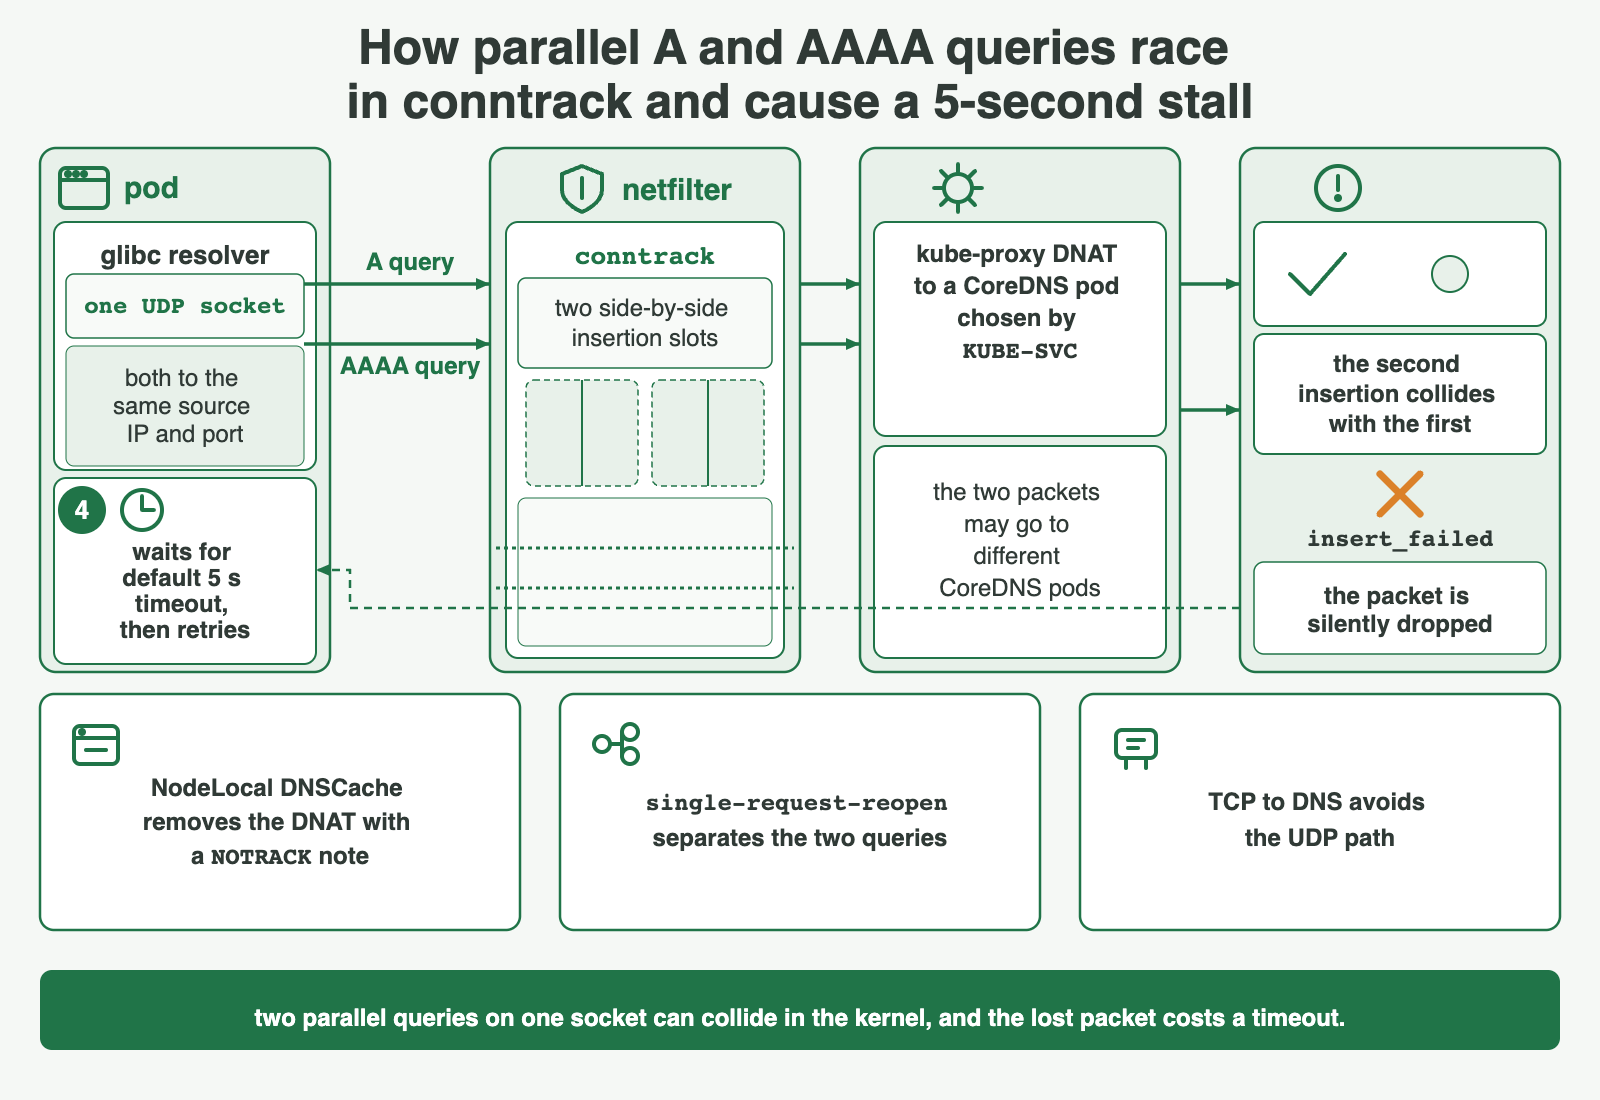 How parallel A and AAAA queries race
in conntrack and cause a 5-second stall
pod
glibc resolver
one UDP socket
both to the
same source
IP and port
4
waits for
default 5 s
timeout,
then retries
A query
AAAA query
netfilter
conntrack
two side-by-side
insertion slots
kube-proxy DNAT
to a CoreDNS pod
chosen by
KUBE-SVC
the two packets
may go to
different
CoreDNS pods
the second
insertion collides
with the first
insert_failed
the packet is
silently dropped
NodeLocal DNSCache
removes the DNAT with
a NOTRACK note
single-request-reopen
separates the two queries
TCP to DNS avoids
the UDP path
two parallel queries on one socket can collide in the kernel, and the lost packet costs a timeout.